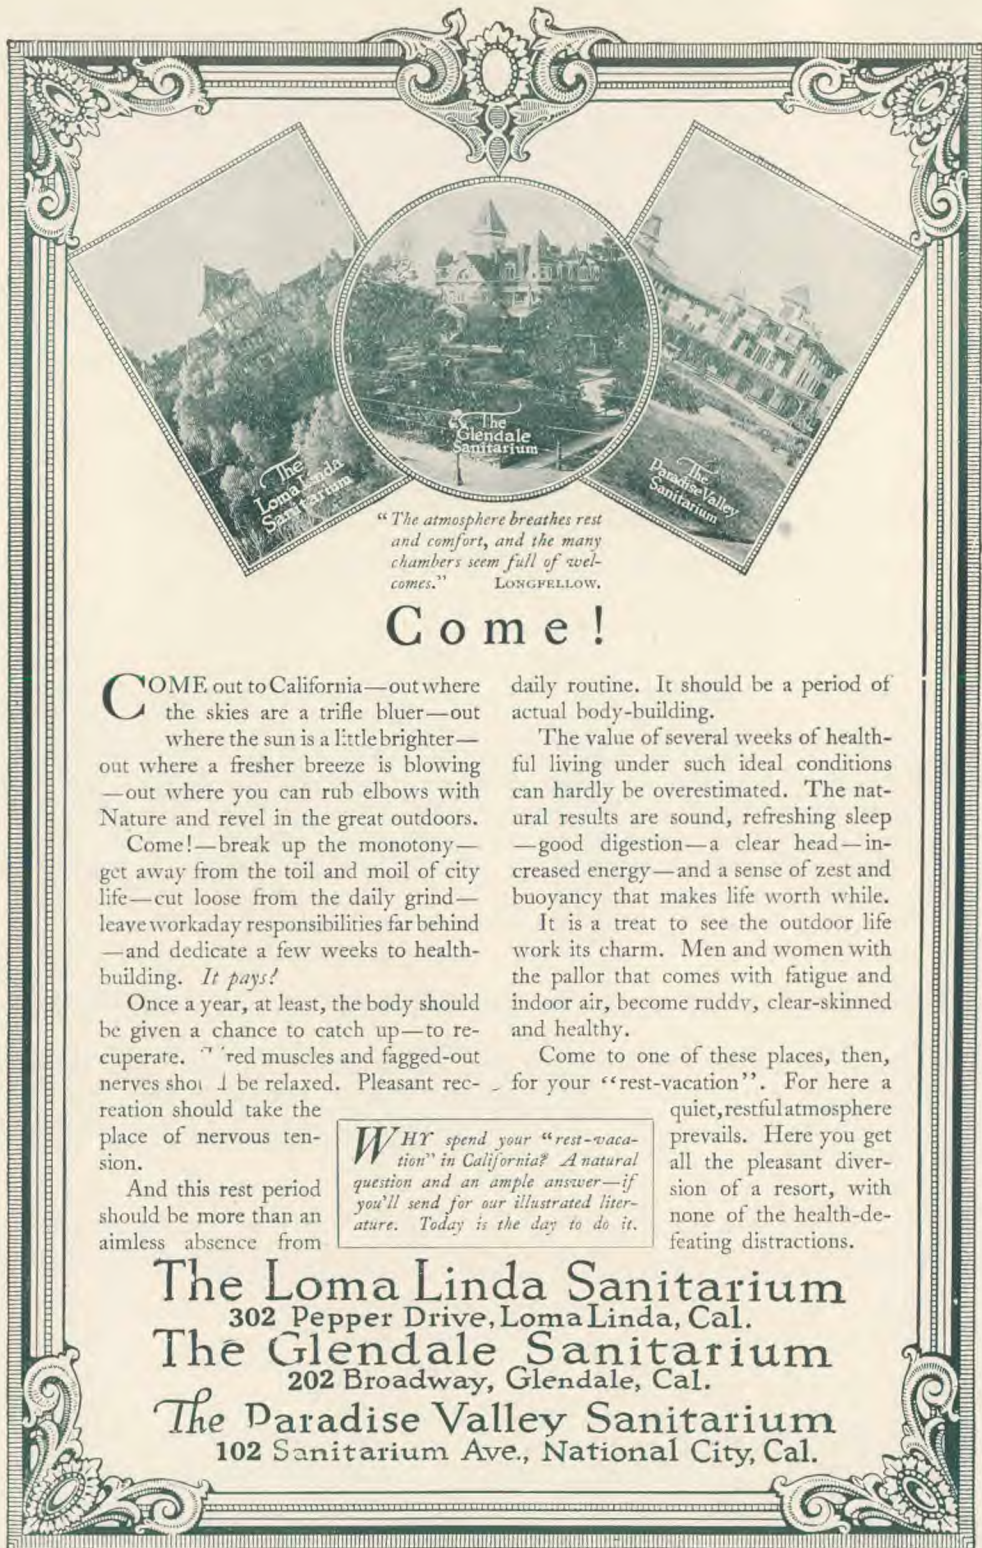 The
Loma Linda
Sanitarium
The
Glendale
Sanitarium
The
Paradise Valley
Sanitarium
"The atmosphere breathes rest
and comfort, and the many
chambers seem full of wel-
comes." LONGFELLOW.
Come!
COME out to California—out where
the skies are a trifle bluer—out
where the sun is a little brighter—
out where a fresher breeze is blowing
—out where you can rub elbows with
Nature and revel in the great outdoors.
Come!—break up the monotony—
get away from the toil and moil of city
life—cut loose from the daily grind—
leave workaday responsibilities far behind
—and dedicate a few weeks to health-
building. It pays!
Once a year, at least, the body should
be given a chance to catch up—to re-
cuperate. muscles and fagged-out
nerves be relaxed. Pleasant rec-
reation should take the
place of nervous ten-
sion.
And this rest period
should be more than an
aimless absence from
daily routine. It should be a period of
actual body-building.
The value of several weeks of health-
ful living under such ideal conditions
can hardly be overestimated. The nat-
ural results are sound, refreshing sleep
—good digestion—a clear head—in-
creased energy—and a sense of zest and
buoyancy that makes life worth while.
It is a treat to see the outdoor life
work its charm. Men and women with
the pallor that comes with fatigue and
indoor air, become ruddy, clear-skinned
and healthy.
Come to one of these places, then,
for your "rest-vacation". For here a
quiet, restful atmosphere
prevails. Here you get
all the pleasant diver-
sion of a resort, with
none of the health-de-
feating distractions.
WHY spend your "rest-vaca-
tion" in California? A natural
question and an ample answer—if
you'll send for our illustrated liter-
ature. Today is the day to do it.
The Loma Linda Sanitarium
302 Pepper Drive, Loma Linda, Cal.
The Glendale Sanitarium
202 Broadway, Glendale, Cal.
The Paradise Valley Sanitarium
102 Sanitarium Ave., National City, Cal.